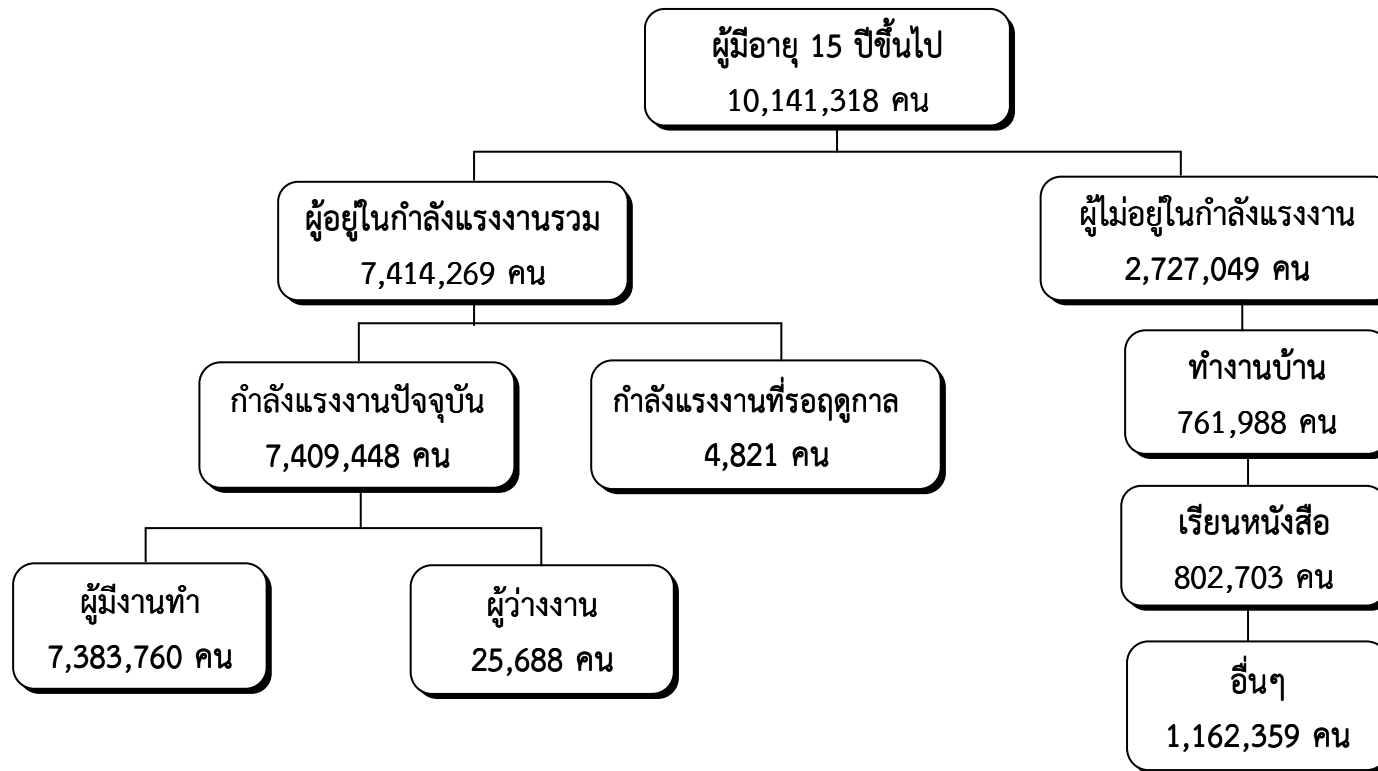 ผู้มีอายุ 15 ปีขึ้นไป
10,141,318 คน
ผู้อยู่ในกำลังแรงงานรวม
7,414,269 คน
ผู้ไม่อยู่ในกำลังแรงงาน
2,727,049 คน
กำลังแรงงานปัจจุบัน
7,409,448 คน
กำลังแรงงานที่รอฤดูกาล
4,821 คน
ทำงานบ้าน
761,988 คน
เรียนหนังสือ
802,703 คน
ผู้มีงานทำ
7,383,760 คน
ผู้ว่างงาน
25,688 คน
อื่นๆ
1,162,359 คน